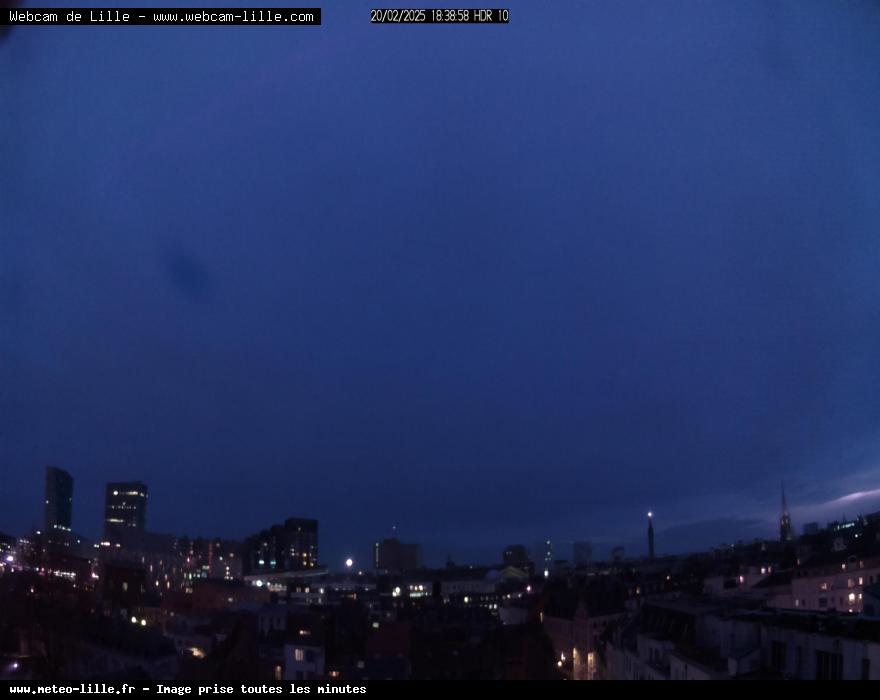 Webcam de Lille - www.webcam-lille.com
20/02/2025 18:38:58 HDR 10
www.meteo-lille.fr - Image prise toutes les minutes